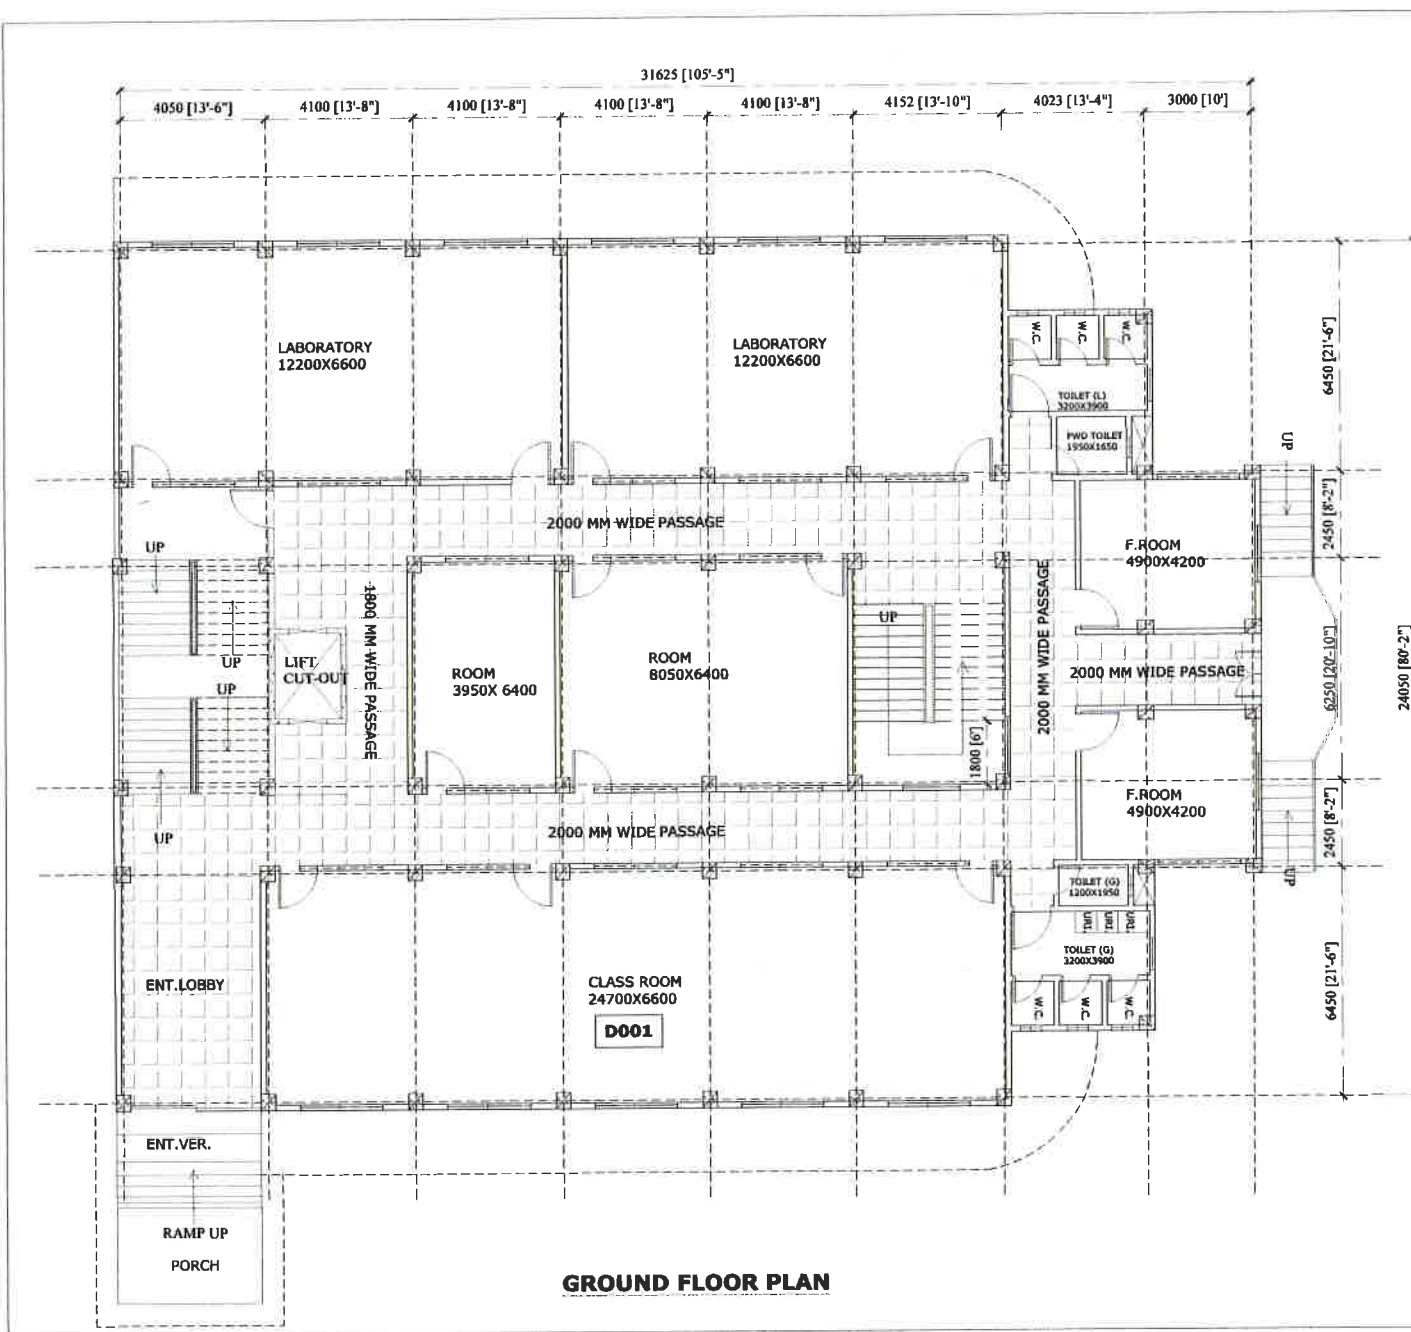 31625 [105'-5"]
4050 [13'-6"]
4100 [13'-8"]
4100 [13'-8"]
4100 [13'-8"]
4100 [13'-8"]
4152 [13'-10"]
4023 [13'-4"]
3000 [10']
LABORATORY
12200X6600
LABORATORY
12200X6600
W.C.
W.C.
W.C.
TOILET (L)
3200X3900
PWD TOILET
1950X1650
6450 [21'-6"]
UP
2000 MM WIDE PASSAGE
2450 [8'-2"]
F.ROOM
4900X4200
UP
UP
UP
1800 MM WIDE PASSAGE
LIFT
CUT-OUT
ROOM
3950X 6400
ROOM
8050X6400
UP
1800 [6']
2000 MM WIDE PASSAGE
2000 MM WIDE PASSAGE
6250 [20'-10"]
24050 [80'-2"]
F.ROOM
4900X4200
UP
2000 MM WIDE PASSAGE
2450 [8'-2"]
UP
TOILET (G)
1200X1950
URI.
URI.
URI.
TOILET (G)
3200X3900
W.C.
W.C.
W.C.
6450 [21'-6"]
ENT.LOBBY
CLASS ROOM
24700X6600
D001
ENT.VER.
RAMP UP
PORCH
GROUND FLOOR PLAN